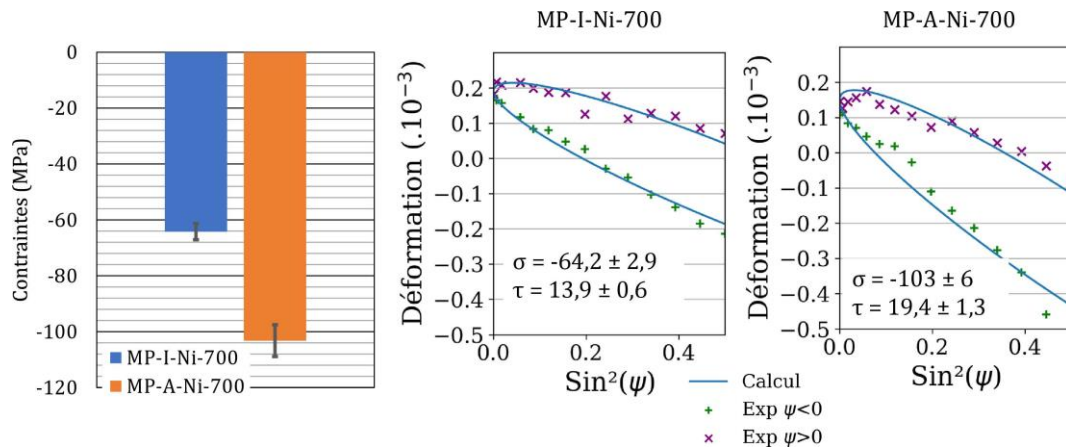 MP-I-Ni-700
MP-A-Ni-700
Contraintes (MPa)
0
-20
-40
-60
-80
-100
-120
MP-I-Ni-700
MP-A-Ni-700
Déformation (.10⁻³)
0.2
0.1
0.0
−0.1
−0.2
−0.3
−0.4
−0.5
σ = -64,2 ± 2,9
τ = 13,9 ± 0,6
0.0 0.2 0.4
Sin²(ψ)
Déformation (.10⁻³)
0.2
0.1
0.0
−0.1
−0.2
−0.3
−0.4
−0.5
σ = -103 ± 6
τ = 19,4 ± 1,3
0.0 0.2 0.4
Sin²(ψ)
Calcul
Exp ψ<0
Exp ψ>0